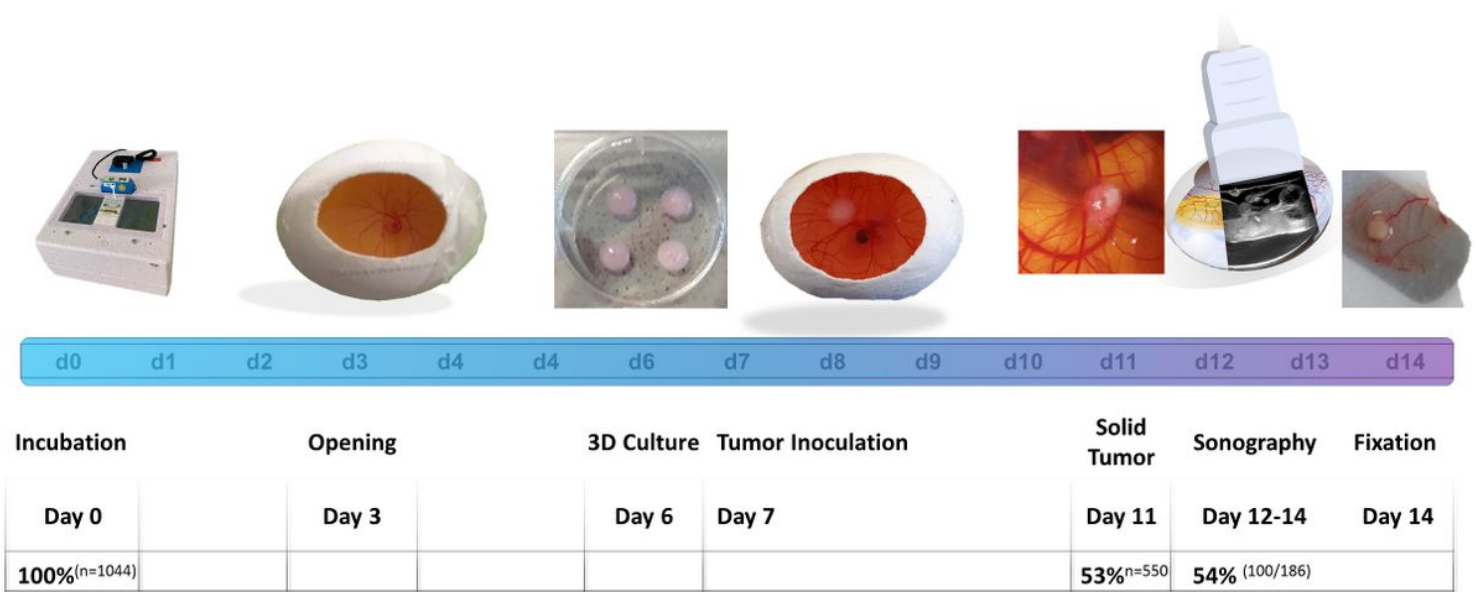 d0 d1 d2 d3 d4 d4 d6 d7 d8 d9 d10 d11 d12 d13 d14
Incubation Opening 3D Culture Tumor Inoculation Solid Tumor Sonography Fixation
Day 0 Day 3 Day 6 Day 7 Day 11 Day 12-14 Day 14
100%(n=1044) 53%n=550 54% (100/186)